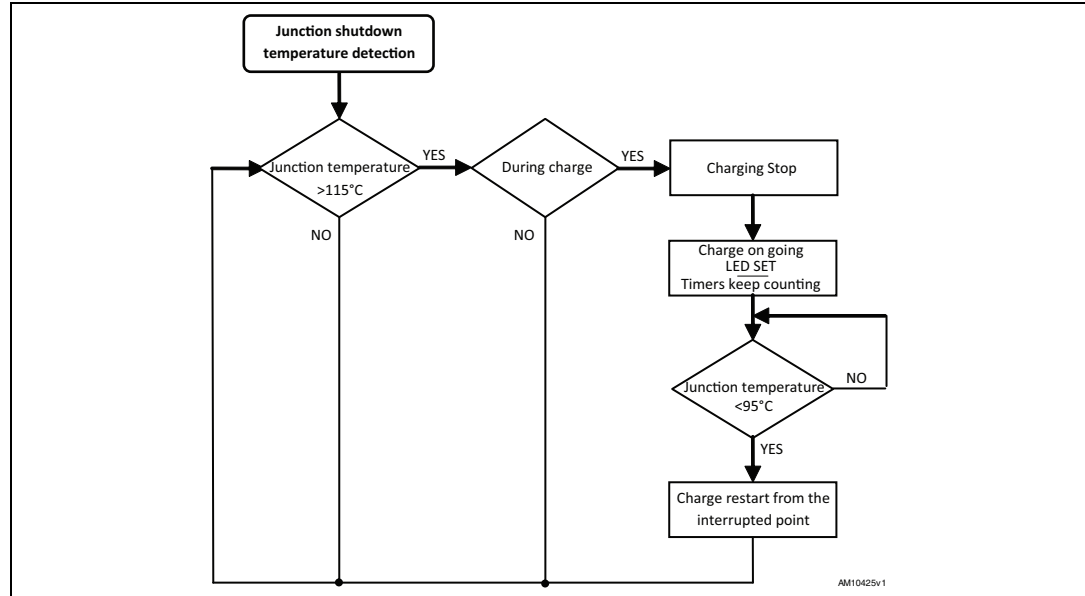 Junction shutdown
temperature detection
Junction temperature
>115°C
YES
During charge
YES
Charging Stop
NO
NO
Charge on going
LED SET
Timers keep counting
Junction temperature
<95°C
NO
YES
Charge restart from the
interrupted point
AM10425v1